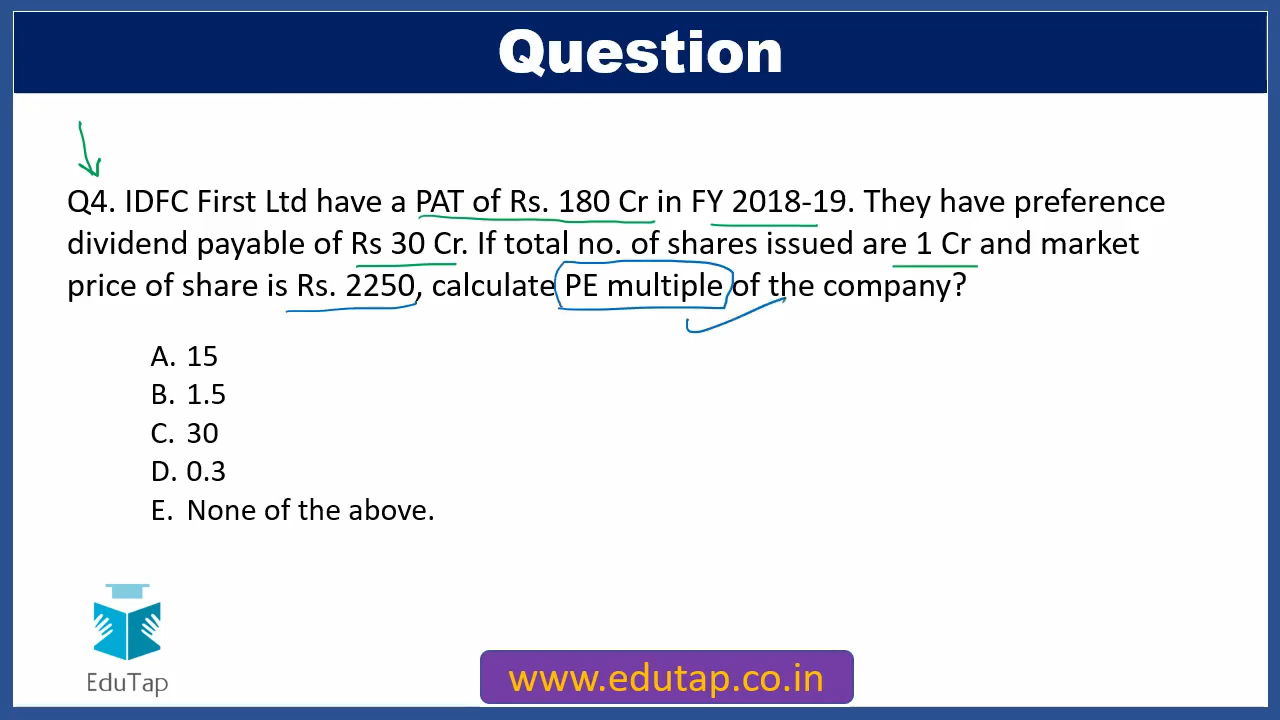 Question
Q4. IDFC First Ltd have a PAT of Rs. 180 Cr in FY 2018-19. They have preference
dividend payable of Rs 30 Cr. If total no. of shares issued are 1 Cr and market
price of share is Rs. 2250, calculate PE multiple of the company?
A. 15
B. 1.5
C. 30
D. 0.3
E. None of the above.
EduTap
www.edutap.co.in